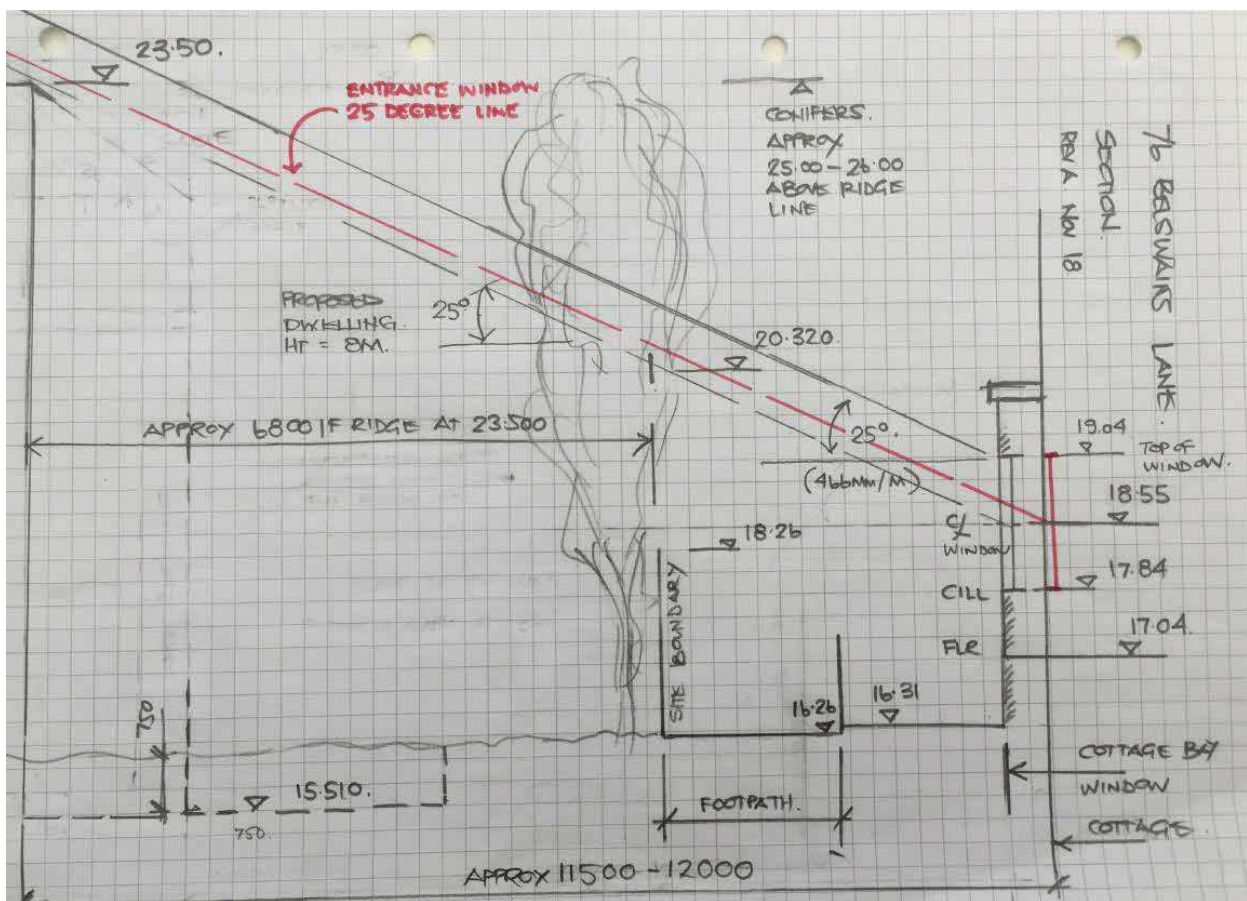 23.50.
ENTRANCE WINDOW
25 DEGREE LINE
CONIFERS.
APPROX
25.00 - 26.00
ABOVE RIDGE
LINE
76 BELSWAINS LANE.
SECTION.
REV A NOV 18
PROPOSED
DWELLING.
HT = 8M.
25°
20.320.
APPROX 6800 IF RIDGE AT 23.500
25°.
(466MM/M)
19.04
TOP OF
WINDOW.
18.55
18.26
C/L
WINDOW
17.84
CILL
17.04.
FLR
SITE BOUNDARY
16.26
16.31
750
15.510.
750.
FOOTPATH.
COTTAGE BAY
WINDOW
COTTAGE.
APPROX 11500 - 12000